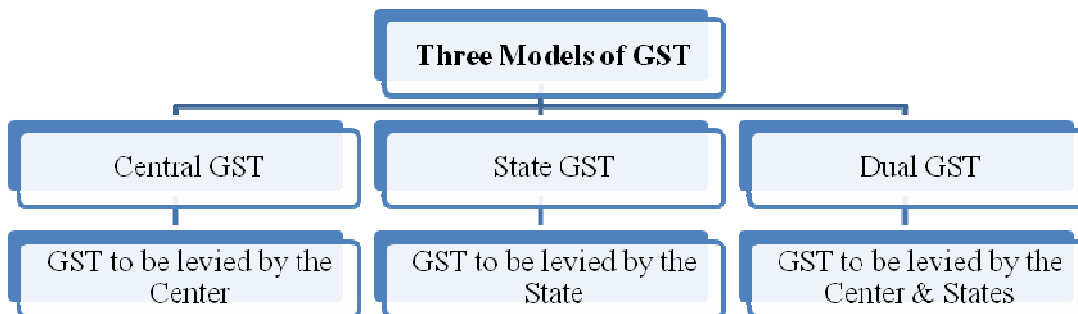 Three Models of GST
Central GST
State GST
Dual GST
GST to be levied by the
Center
GST to be levied by the
State
GST to be levied by the
Center & States